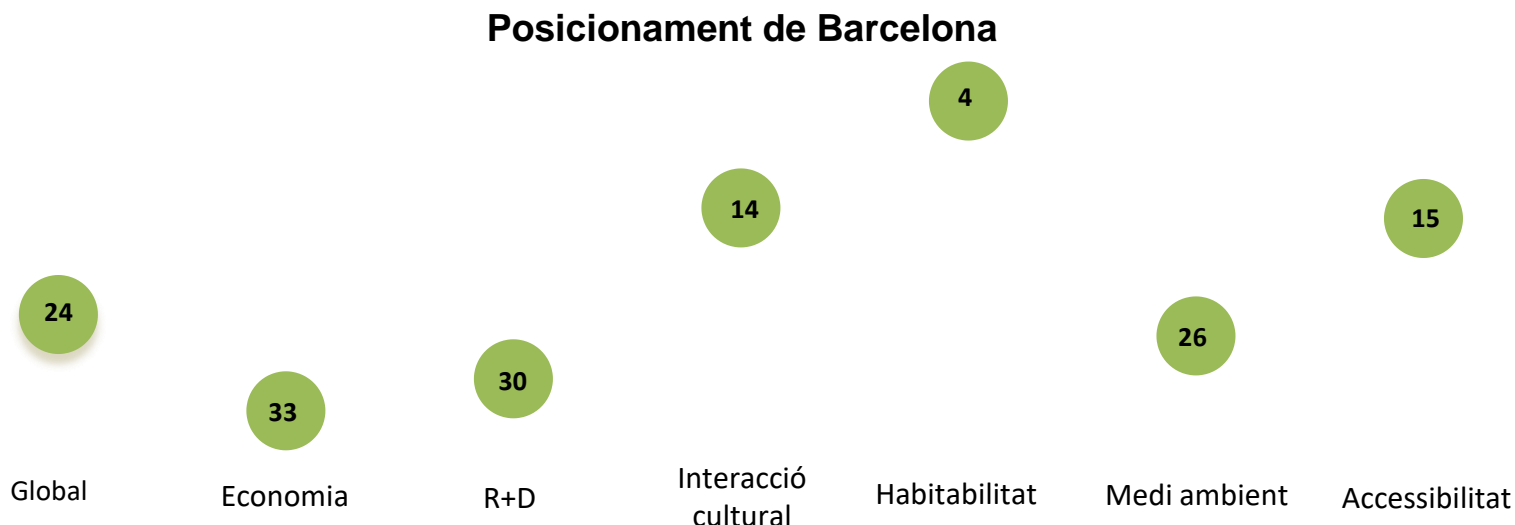 Posicionament de Barcelona
4
14
15
24
26
30
33
Global
Economia
R+D
Interacció
cultural
Habitabilitat
Medi ambient
Accessibilitat